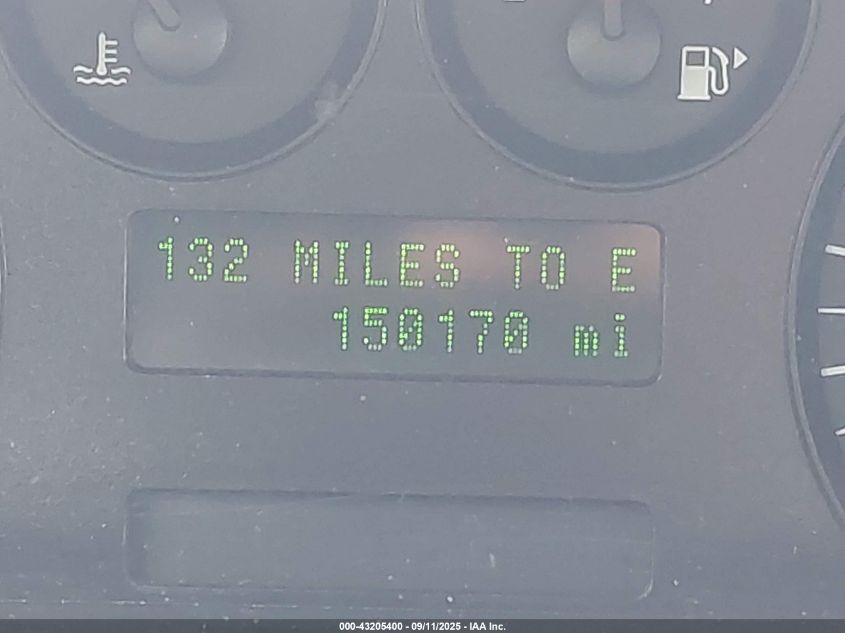 132 MILES TO E
150170 mi
000-43205400 - 09/11/2025 - IAA Inc.